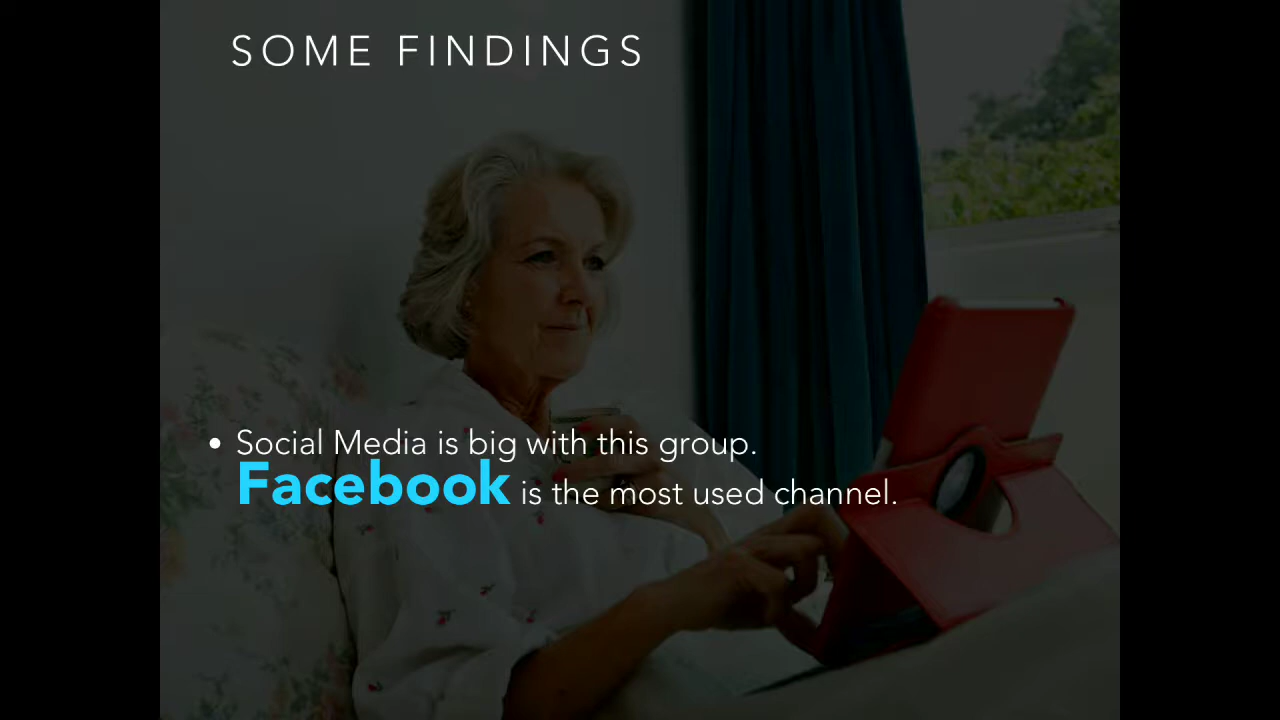 SOME FINDINGS
• Social Media is big with this group.
Facebook is the most used channel.